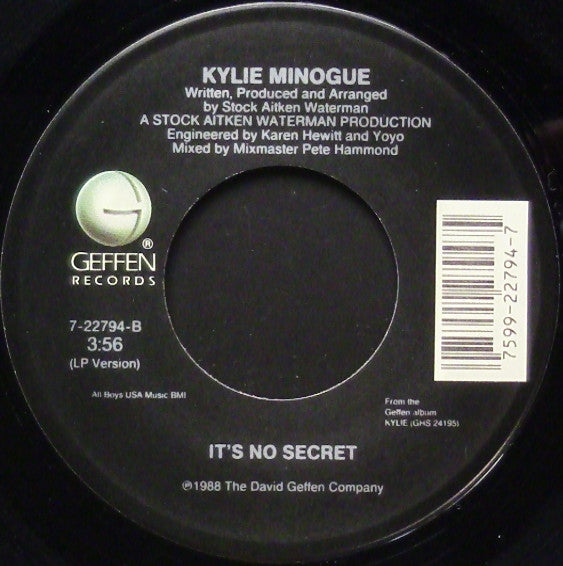 KYLIE MINOGUE
Written, Produced and Arranged
by Stock Aitken Waterman
A STOCK AITKEN WATERMAN PRODUCTION
Engineered by Karen Hewitt and Yoyo
Mixed by Mixmaster Pete Hammond
G
®
GEFFEN
RECORDS
7-22794-B
3:56
(LP Version)
All Boys USA Music BMI
7599-22794-7
From the
Geffen album
KYLIE (GHS 24195)
IT'S NO SECRET
℗1988 The David Geffen Company